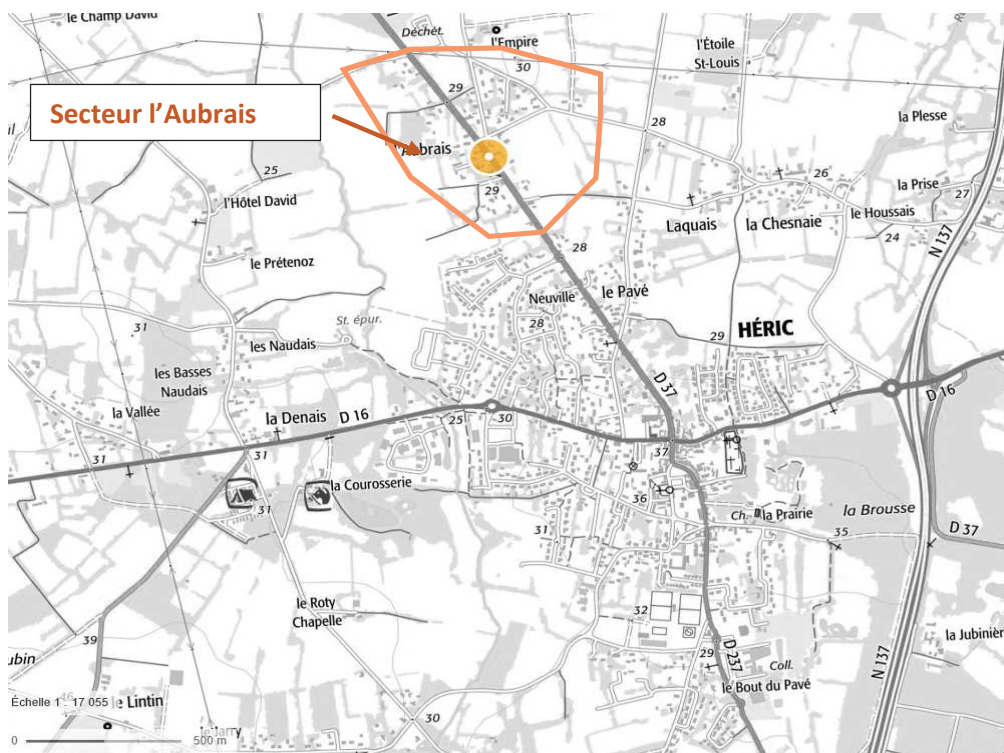 le Champ David
Déchèt.
l'Empire
30
l'Étoile
St-Louis
29
Secteur l'Aubrais
l'Aubrais
28
la Plesse
25
26
la Prise
27
29
l'Hôtel David
Laquais
la Chesnaie
le Houssais
24
N 137
28
le Prétenoz
Neuville
le Pavé
31
St. épur.
28
29
HÉRIC
les Naudais
les Basses
Naudais
D 37
D 16
la Vallée
la Denais
D 16
25
30
37
31
31
la Courosserie
36
31
la Brousse
Ch.
la Prairie
35
31
D 37
le Roty
Chapelle
32
39
la Jubinièr
ubin
29
D 237
Coll.
N 137
le Bout du Pavé
Échelle 1 : 17 055
le Lintin
30
0
500 m